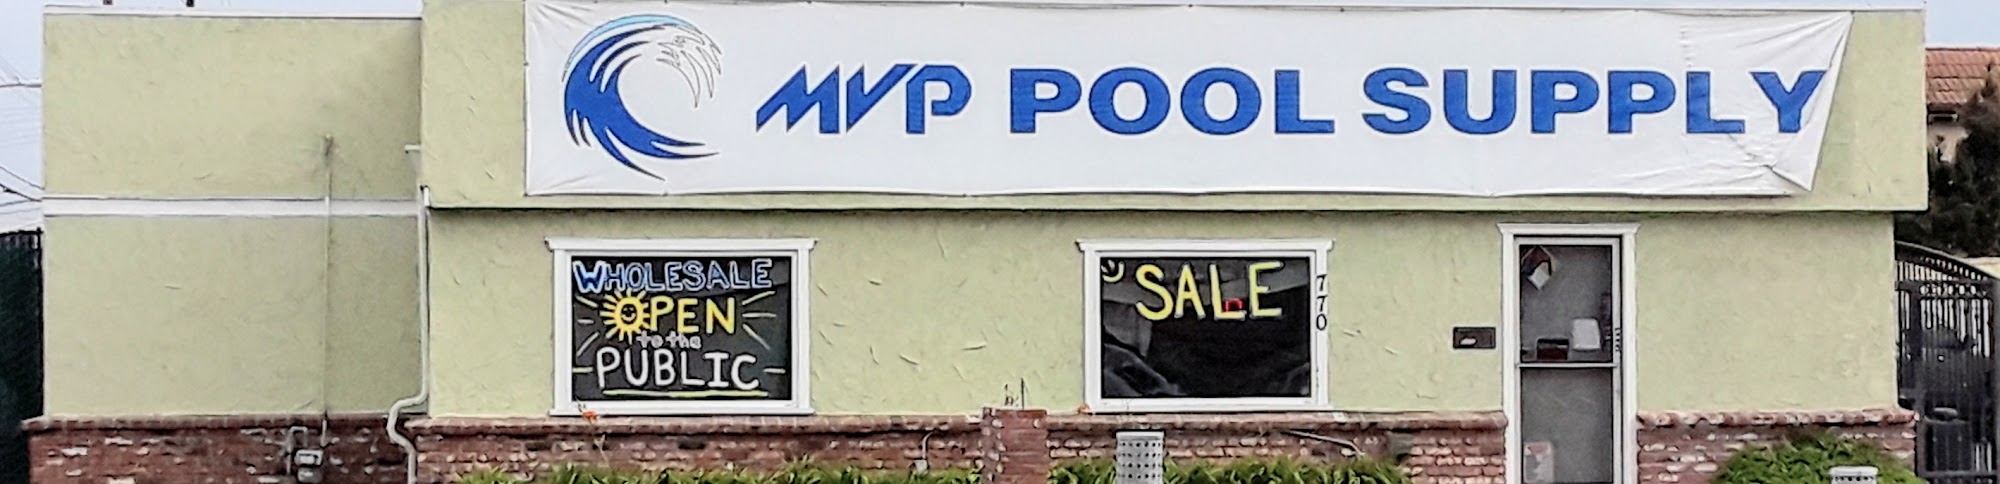 MVP POOL SUPPLY
WHOLESALE
OPEN
to the
PUBLIC
SALE
770